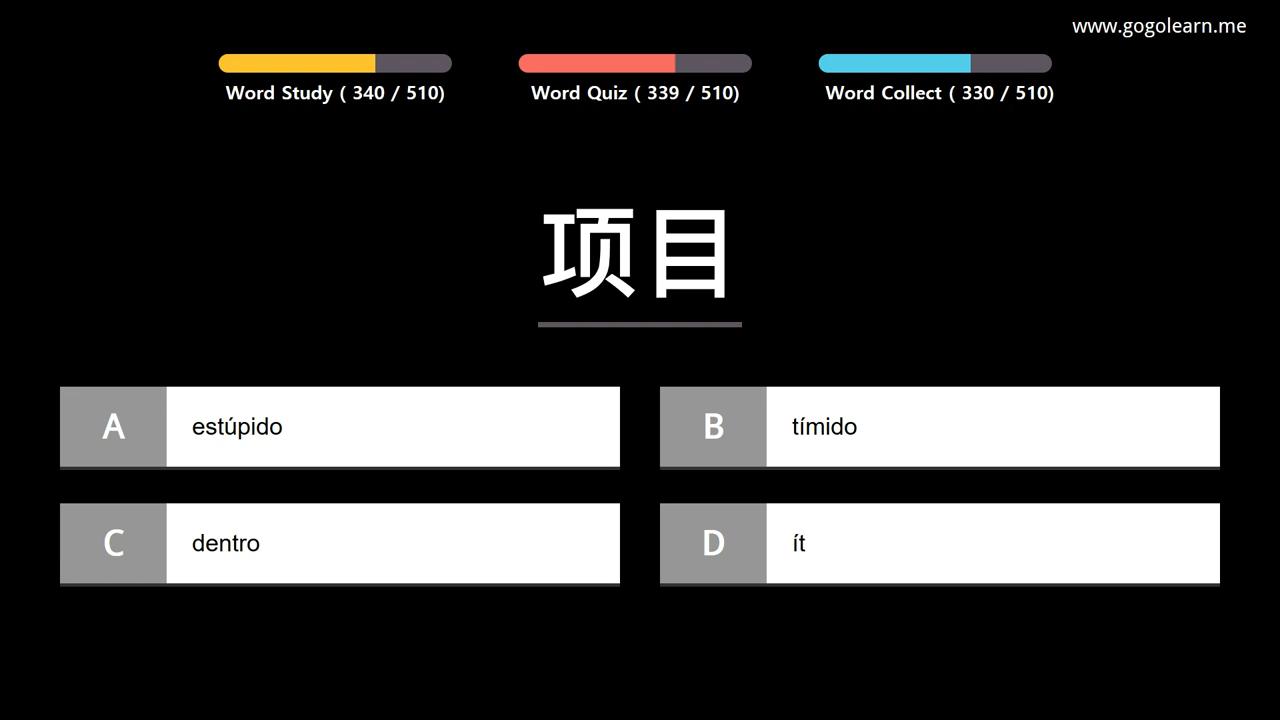 www.gogolearn.me
Word Study ( 340 / 510)
Word Quiz ( 339 / 510)
Word Collect ( 330 / 510)
项目
A estúpido
B tímido
C dentro
D ít